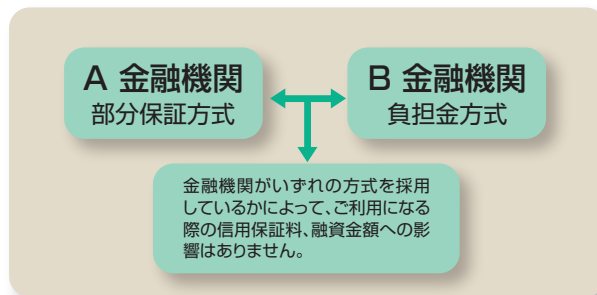 A 金融機関
部分保証方式
B 金融機関
負担金方式
金融機関がいずれの方式を採用
しているかによって、ご利用になる
際の信用保証料、融資金額への影
響はありません。